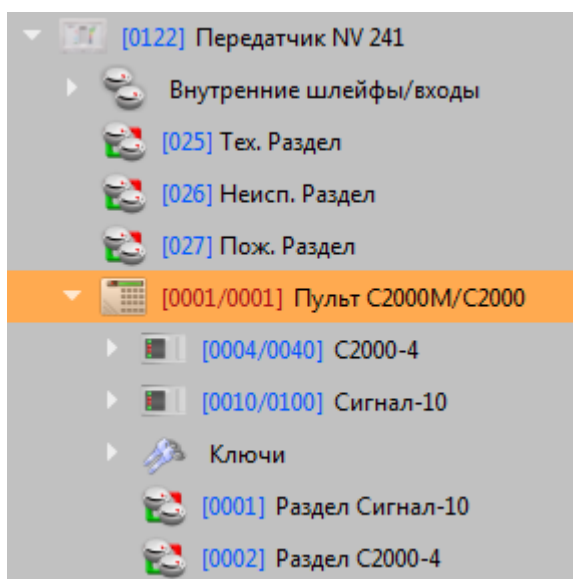 [0122] Передатчик NV 241
Внутренние шлейфы/входы
[025] Тех. Раздел
[026] Неисп. Раздел
[027] Пож. Раздел
[0001/0001] Пульт С2000М/С2000
[0004/0040] С2000-4
[0010/0100] Сигнал-10
Ключи
[0001] Раздел Сигнал-10
[0002] Раздел С2000-4